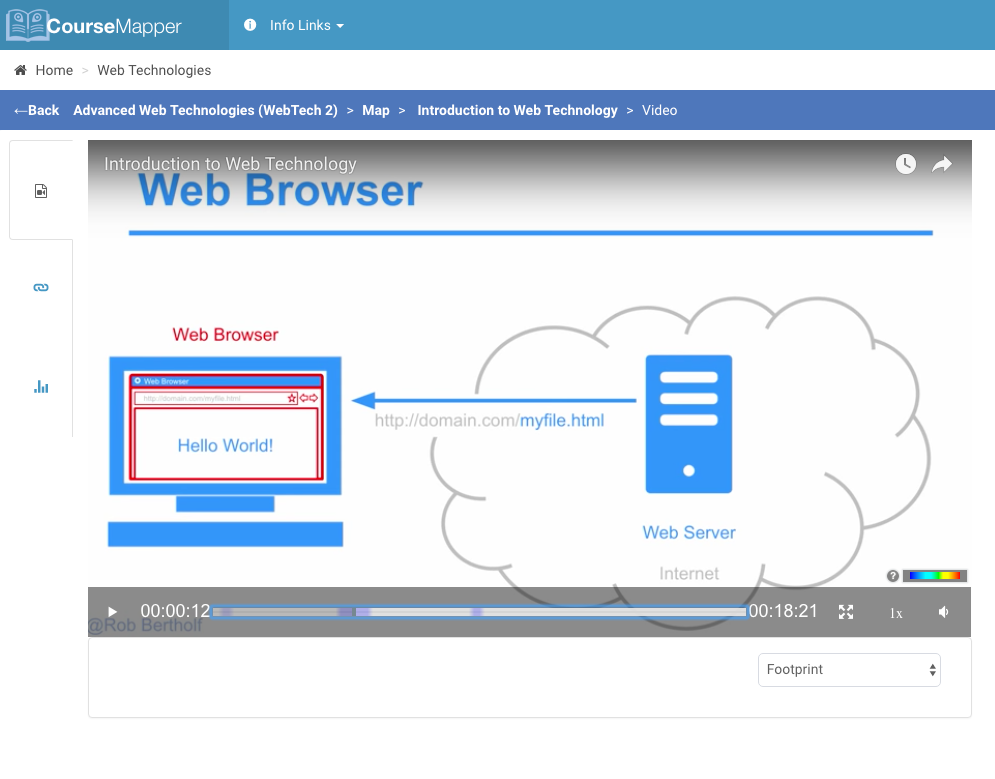 CourseMapper
Info Links
Home > Web Technologies
←Back Advanced Web Technologies (WebTech 2) > Map > Introduction to Web Technology > Video
Introduction to Web Technology
Web Browser
Web Browser
Web Browser
http://domain.com/myfile.html
Hello World!
http://domain.com/myfile.html
Web Server
Internet
?
00:00:12
00:18:21
1x
@Rob Bertholf
Footprint